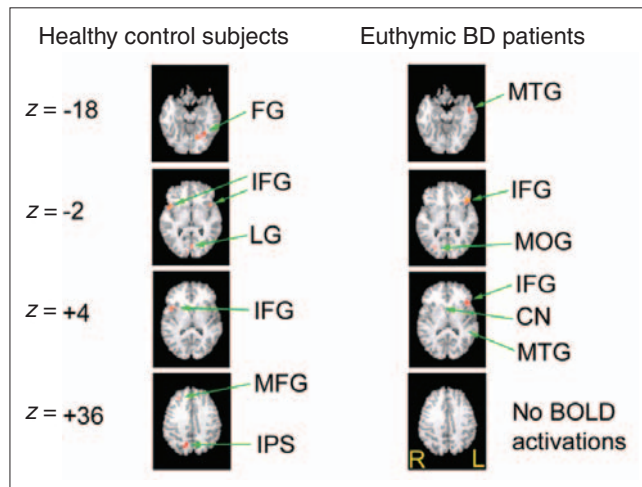 Healthy control subjects
Euthymic BD patients
z = -18
FG
MTG
z = -2
IFG
LG
IFG
MOG
z = +4
IFG
IFG
CN
MTG
z = +36
MFG
IPS
No BOLD
activations
R L